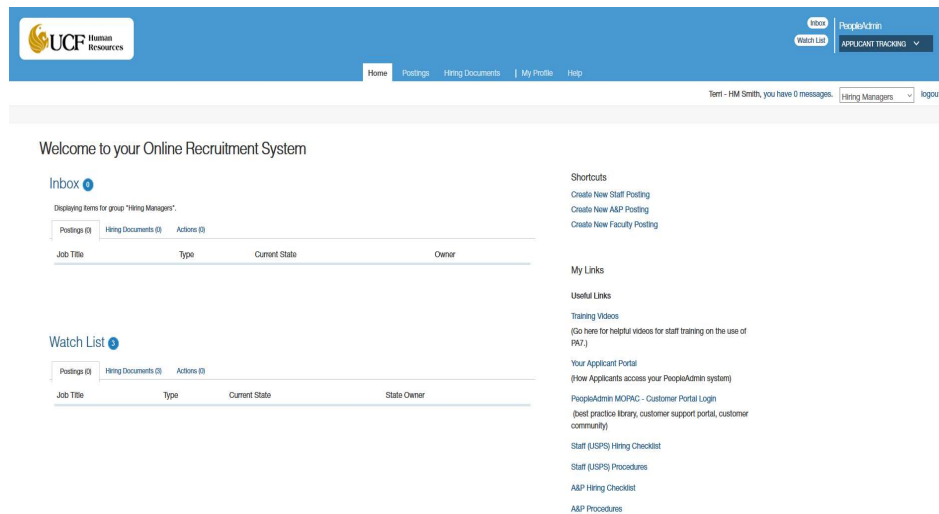 UCF Human
Resources
Inbox
PeopleAdmin
Watch List
APPLICANT TRACKING
Home Postings Hiring Documents | My Profile Help
Terri - HM Smith, you have 0 messages. Hiring Managers logou
Welcome to your Online Recruitment System
Inbox 0
Displaying items for group "Hiring Managers".
Postings (0) Hiring Documents (0) Actions (0)
Job Title Type Current State Owner
Watch List 3
Postings (0) Hiring Documents (3) Actions (0)
Job Title Type Current State State Owner
Shortcuts
Create New Staff Posting
Create New A&P Posting
Create New Faculty Posting
My Links
Useful Links
Training Videos
(Go here for helpful videos for staff training on the use of
PA7.)
Your Applicant Portal
(How Applicants access your PeopleAdmin system)
PeopleAdmin MOPAC - Customer Portal Login
(best practice library, customer support portal, customer
community)
Staff (USPS) Hiring Checklist
Staff (USPS) Procedures
A&P Hiring Checklist
A&P Procedures